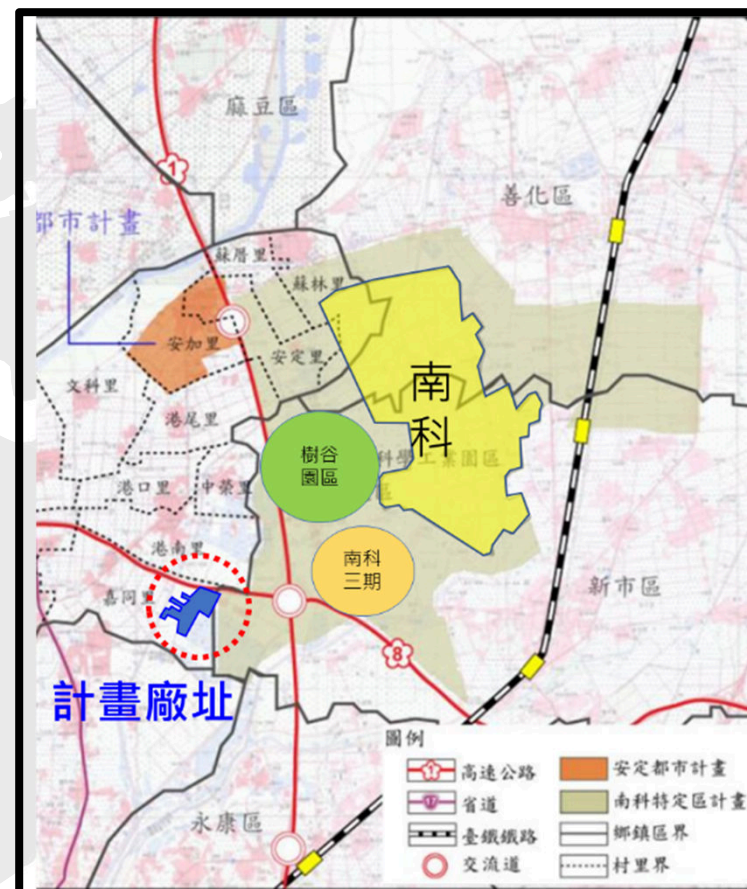 麻豆區
1
善化區
都市計畫
蘇厝里
蘇林里
安加里
安定里
南科
文科里
港尾里
樹谷
園區
科學工業園區
區
港口里
中榮里
港南里
南科
三期
嘉同里
新市區
8
計畫廠址
永康區
圖例
1 高速公路
安定都市計畫
17 省道
南科特定區計畫
臺鐵鐵路
鄉鎮區界
交流道
村里界